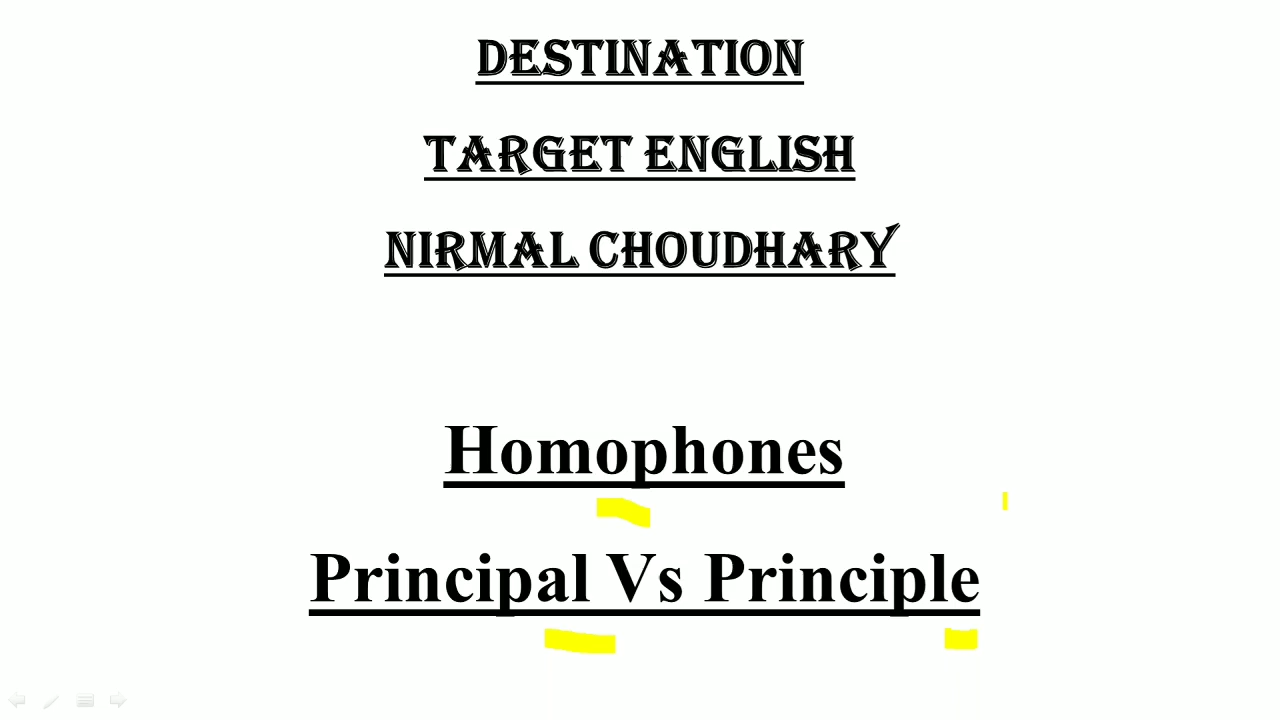 DESTINATION
TARGET ENGLISH
NIRMAL CHOUDHARY
Homophones
Principal Vs Principle